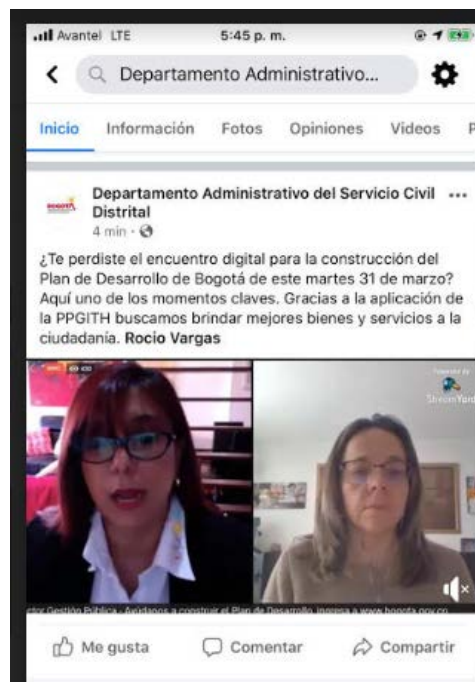 Avantel LTE 5:45 p. m.
Departamento Administrativo...
Inicio Información Fotos Opiniones Videos P
Departamento Administrativo del Servicio Civil ...
Distrital
4 min ·
¿Te perdiste el encuentro digital para la construcción del
Plan de Desarrollo de Bogotá de este martes 31 de marzo?
Aquí uno de los momentos claves. Gracias a la aplicación de
la PPGITH buscamos brindar mejores bienes y servicios a la
ciudadanía. Rocio Vargas
BOGOTÁ
StreamYard
ctor Gestión Pública - Ayúdanos a construir el Plan de Desarrollo, ingresa a www.bogota.gov.co
Me gusta Comentar Compartir